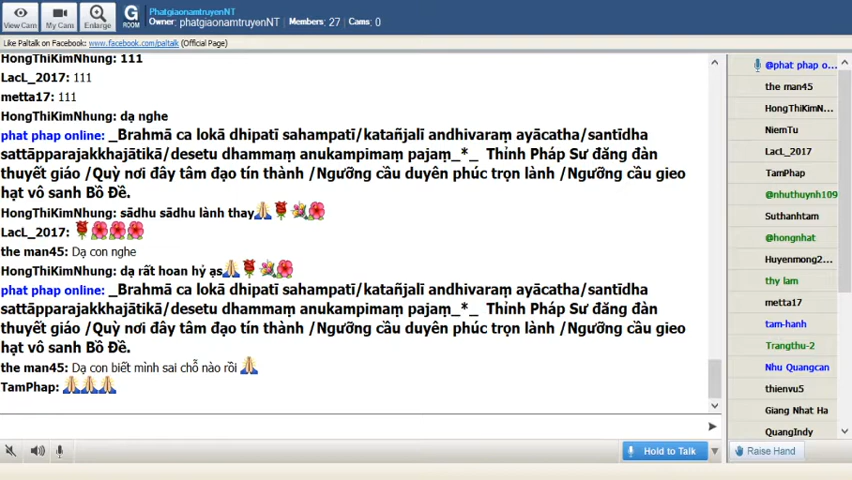 PhatgiaonamtruyenNT
Owner: phatgiaonamtruyenNT Members: 27 Cams: 0
View Cam My Cams Enlarge G ROOM
Like Paltalk on Facebook: www.facebook.com/paltalk (Official Page)
HongThiKimNhung: 111
LacL_2017: 111
metta17: 111
HongThiKimNhung: dạ nghe
phat phap online: _Brahmā ca lokā dhipatī sahampatī/katañjalī andhivaraṃ ayācatha/santīdha
sattāpparajakkhajātikā/desetu dhammaṃ anukampimaṃ pajaṃ_*_ Thỉnh Pháp Sư đăng đàn
thuyết giáo /Quỳ nơi đây tâm đạo tín thành /Ngưỡng cầu duyên phúc trọn lành /Ngưỡng cầu gieo
hạt vô sanh Bồ Đề.
HongThiKimNhung: sādhu sādhu lành thay🙏🌹💐🌺
LacL_2017: 🌹🌺🌺🌺
the man45: Dạ con nghe
HongThiKimNhung: dạ rất hoan hỷ ạs🙏🌹💐🌺
phat phap online: _Brahmā ca lokā dhipatī sahampatī/katañjalī andhivaraṃ ayācatha/santīdha
sattāpparajakkhajātikā/desetu dhammaṃ anukampimaṃ pajaṃ_*_ Thỉnh Pháp Sư đăng đàn
thuyết giáo /Quỳ nơi đây tâm đạo tín thành /Ngưỡng cầu duyên phúc trọn lành /Ngưỡng cầu gieo
hạt vô sanh Bồ Đề.
the man45: Dạ con biết mình sai chỗ nào rồi 🙏
TamPhap: 🙏🙏🙏
Hold to Talk
@phat phap o...
the man45
HongThiKimN...
NiemTu
LacL_2017
TamPhap
@nhuthuynh109
Suthanhtam
@hongnhat
Huyenmong2...
thy lam
metta17
tam-hanh
Trangthu-2
Nhu Quangcan
thienvu5
Giang Nhat Ha
QuangIndy
Raise Hand